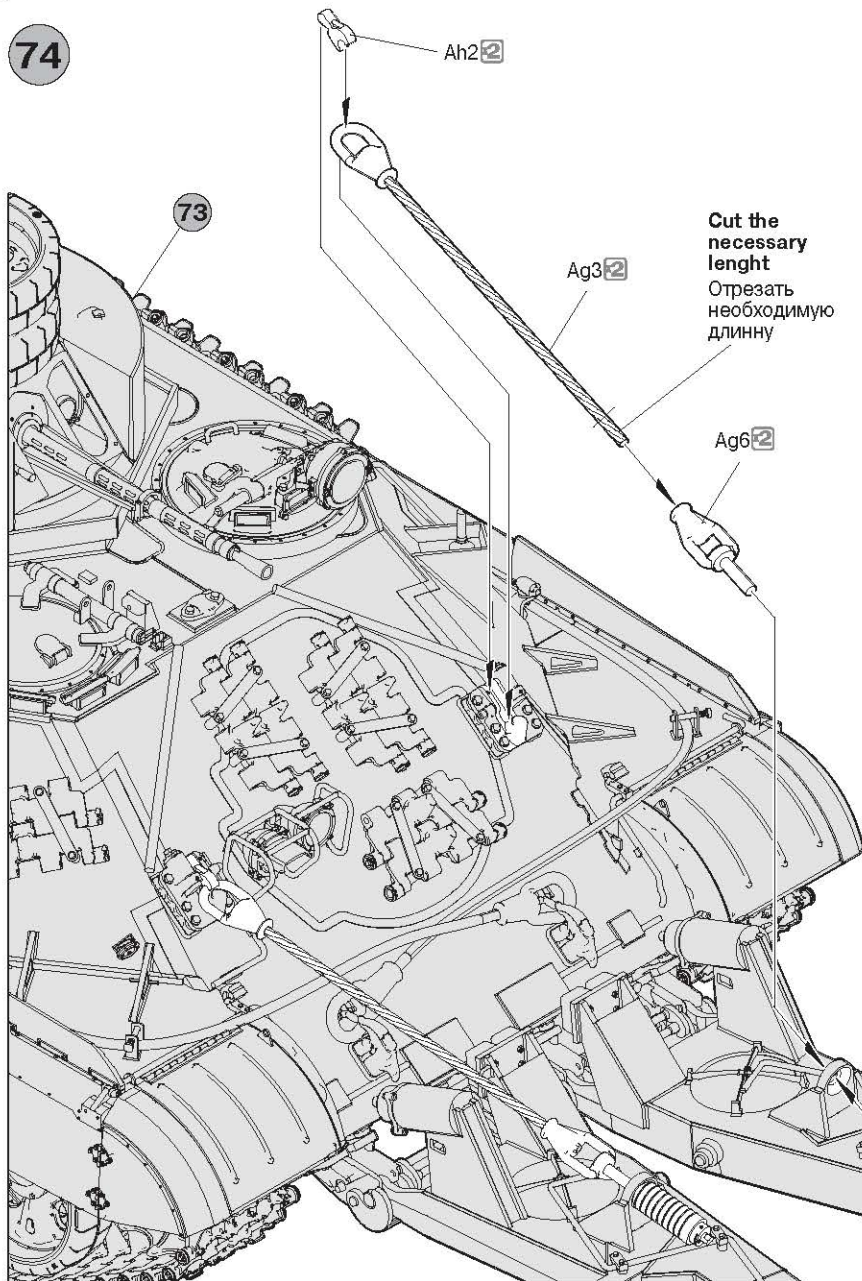 74
Ah2 2
73
Cut the
necessary
lenght
Отрезать
необходимую
длинну
Ag3 2
Ag6 2